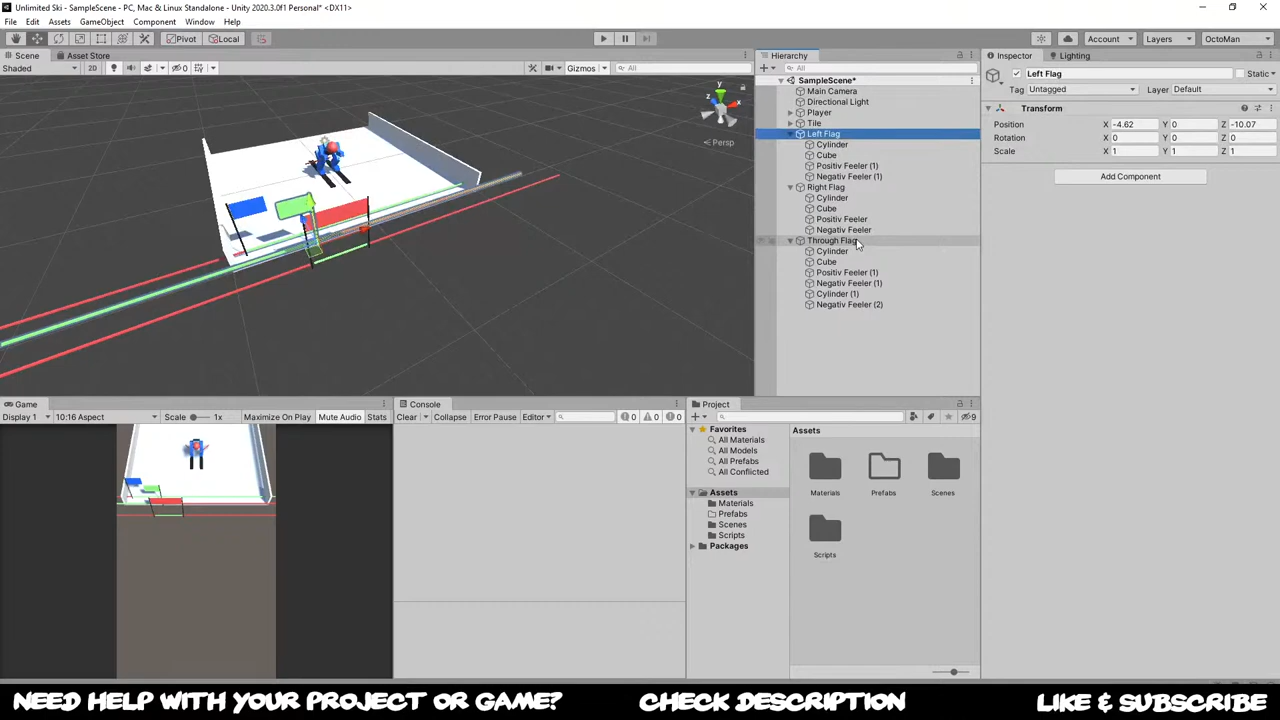 Unlimited Ski - SampleScene - PC, Mac & Linux Standalone - Unity 2020.3.0f1 Personal* <DX11>
File Edit Assets GameObject Component Window Help
Pivot Local Account Layers OctoMan
Scene Asset Store
Shaded 2D 0 Gizmos All
y
z x
Persp
Hierarchy
All
SampleScene*
Main Camera
Directional Light
Player
Tile
Left Flag
Cylinder
Cube
Positiv Feeler (1)
Negativ Feeler (1)
Right Flag
Cylinder
Cube
Positiv Feeler
Negativ Feeler
Through Flag
Cylinder
Cube
Positiv Feeler (1)
Negativ Feeler (1)
Cylinder (1)
Negativ Feeler (2)
Inspector Lighting
Left Flag Static
Tag Untagged Layer Default
Transform
Position X -4.62 Y 0 Z -10.07
Rotation X 0 Y 0 Z 0
Scale X 1 Y 1 Z 1
Add Component
Game
Display 1 10:16 Aspect Scale 1x Maximize On Play Mute Audio Stats
Console
Clear Collapse Error Pause Editor 0 0 0
Project
9
Favorites
All Materials
All Models
All Prefabs
All Conflicted
Assets
Materials
Prefabs
Scenes
Scripts
Packages
Assets
Materials Prefabs Scenes
Scripts
NEED HELP WITH YOUR PROJECT OR GAME? CHECK DESCRIPTION LIKE & SUBSCRIBE